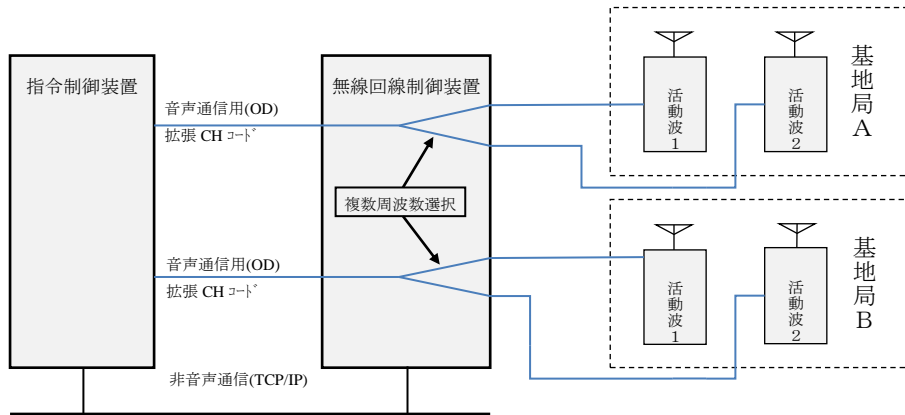 指令制御装置
音声通信用(OD)
拡張 CH コード
無線回線制御装置
複数周波数選択
音声通信用(OD)
拡張 CH コード
非音声通信(TCP/IP)
活動波1
活動波2
基地局A
活動波1
活動波2
基地局B